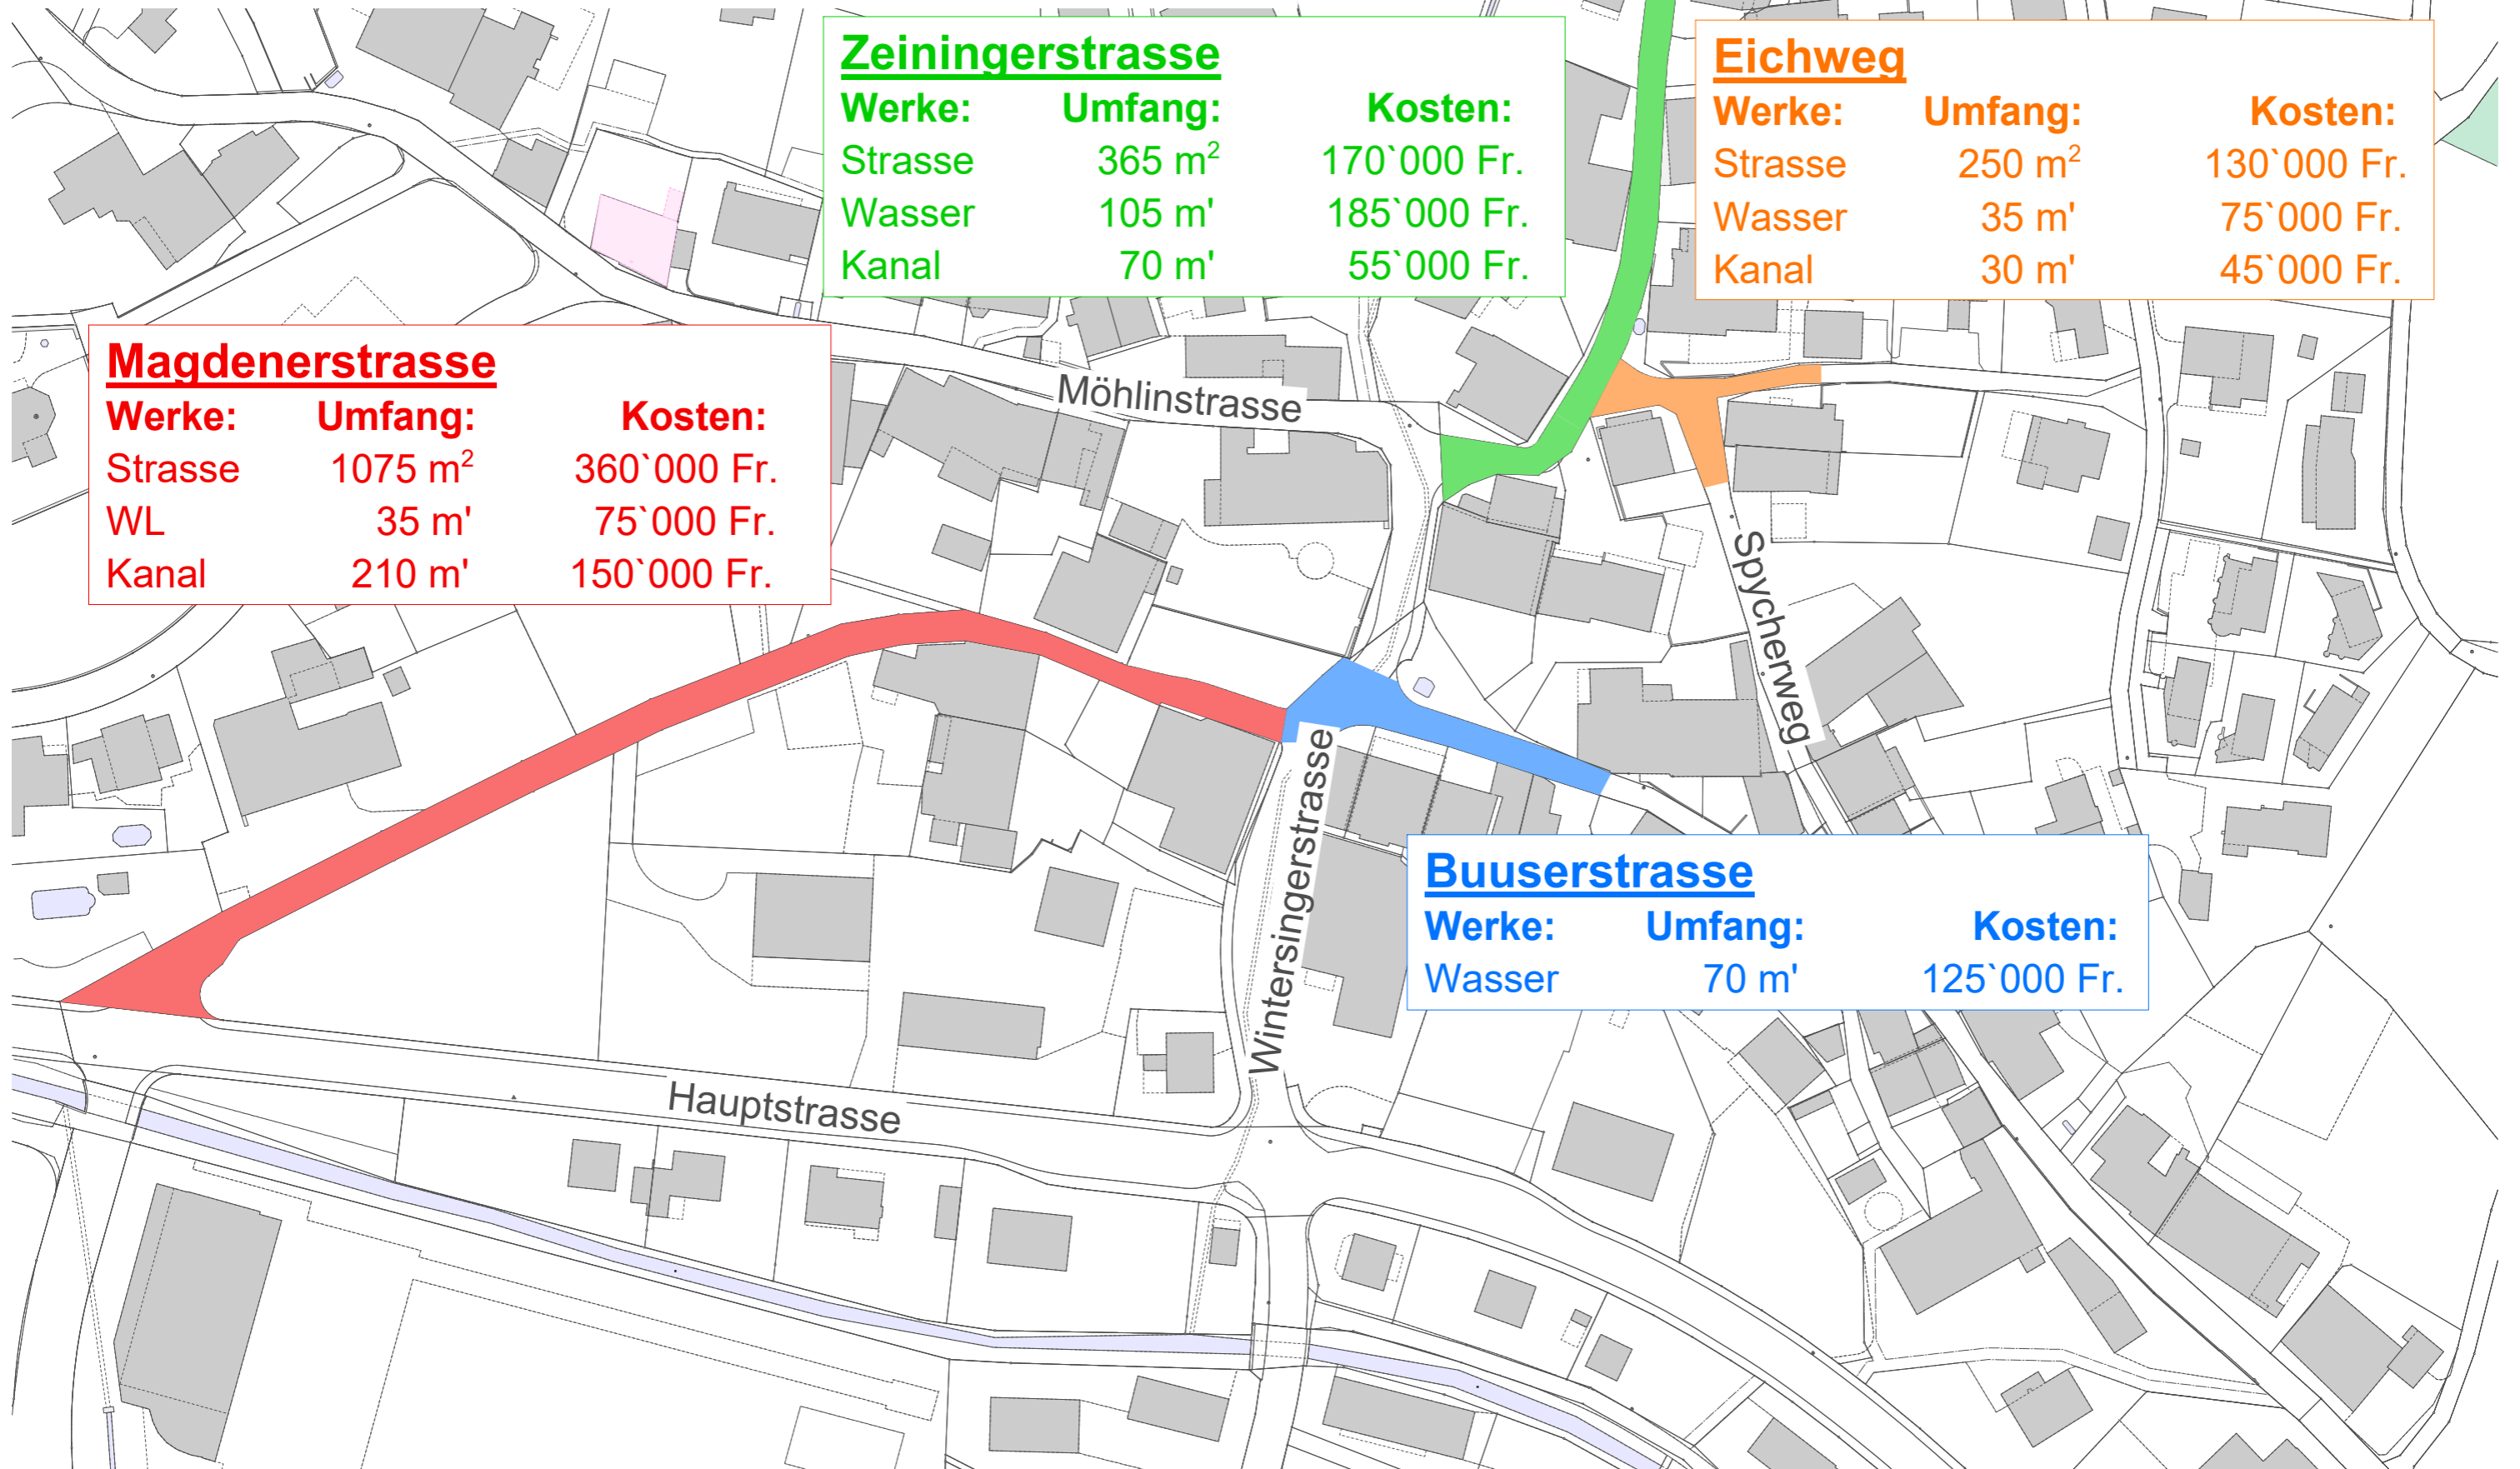 Zeiningerstrasse
Werke: Umfang: Kosten:
Strasse 365 m² 170`000 Fr.
Wasser 105 m' 185`000 Fr.
Kanal 70 m' 55`000 Fr.
Eichweg
Werke: Umfang: Kosten:
Strasse 250 m² 130`000 Fr.
Wasser 35 m' 75`000 Fr.
Kanal 30 m' 45`000 Fr.
Magdenerstrasse
Werke: Umfang: Kosten:
Strasse 1075 m² 360`000 Fr.
WL 35 m' 75`000 Fr.
Kanal 210 m' 150`000 Fr.
Möhlinstrasse
Spycherweg
Wintersingerstrasse
Buuserstrasse
Werke: Umfang: Kosten:
Wasser 70 m' 125`000 Fr.
Hauptstrasse